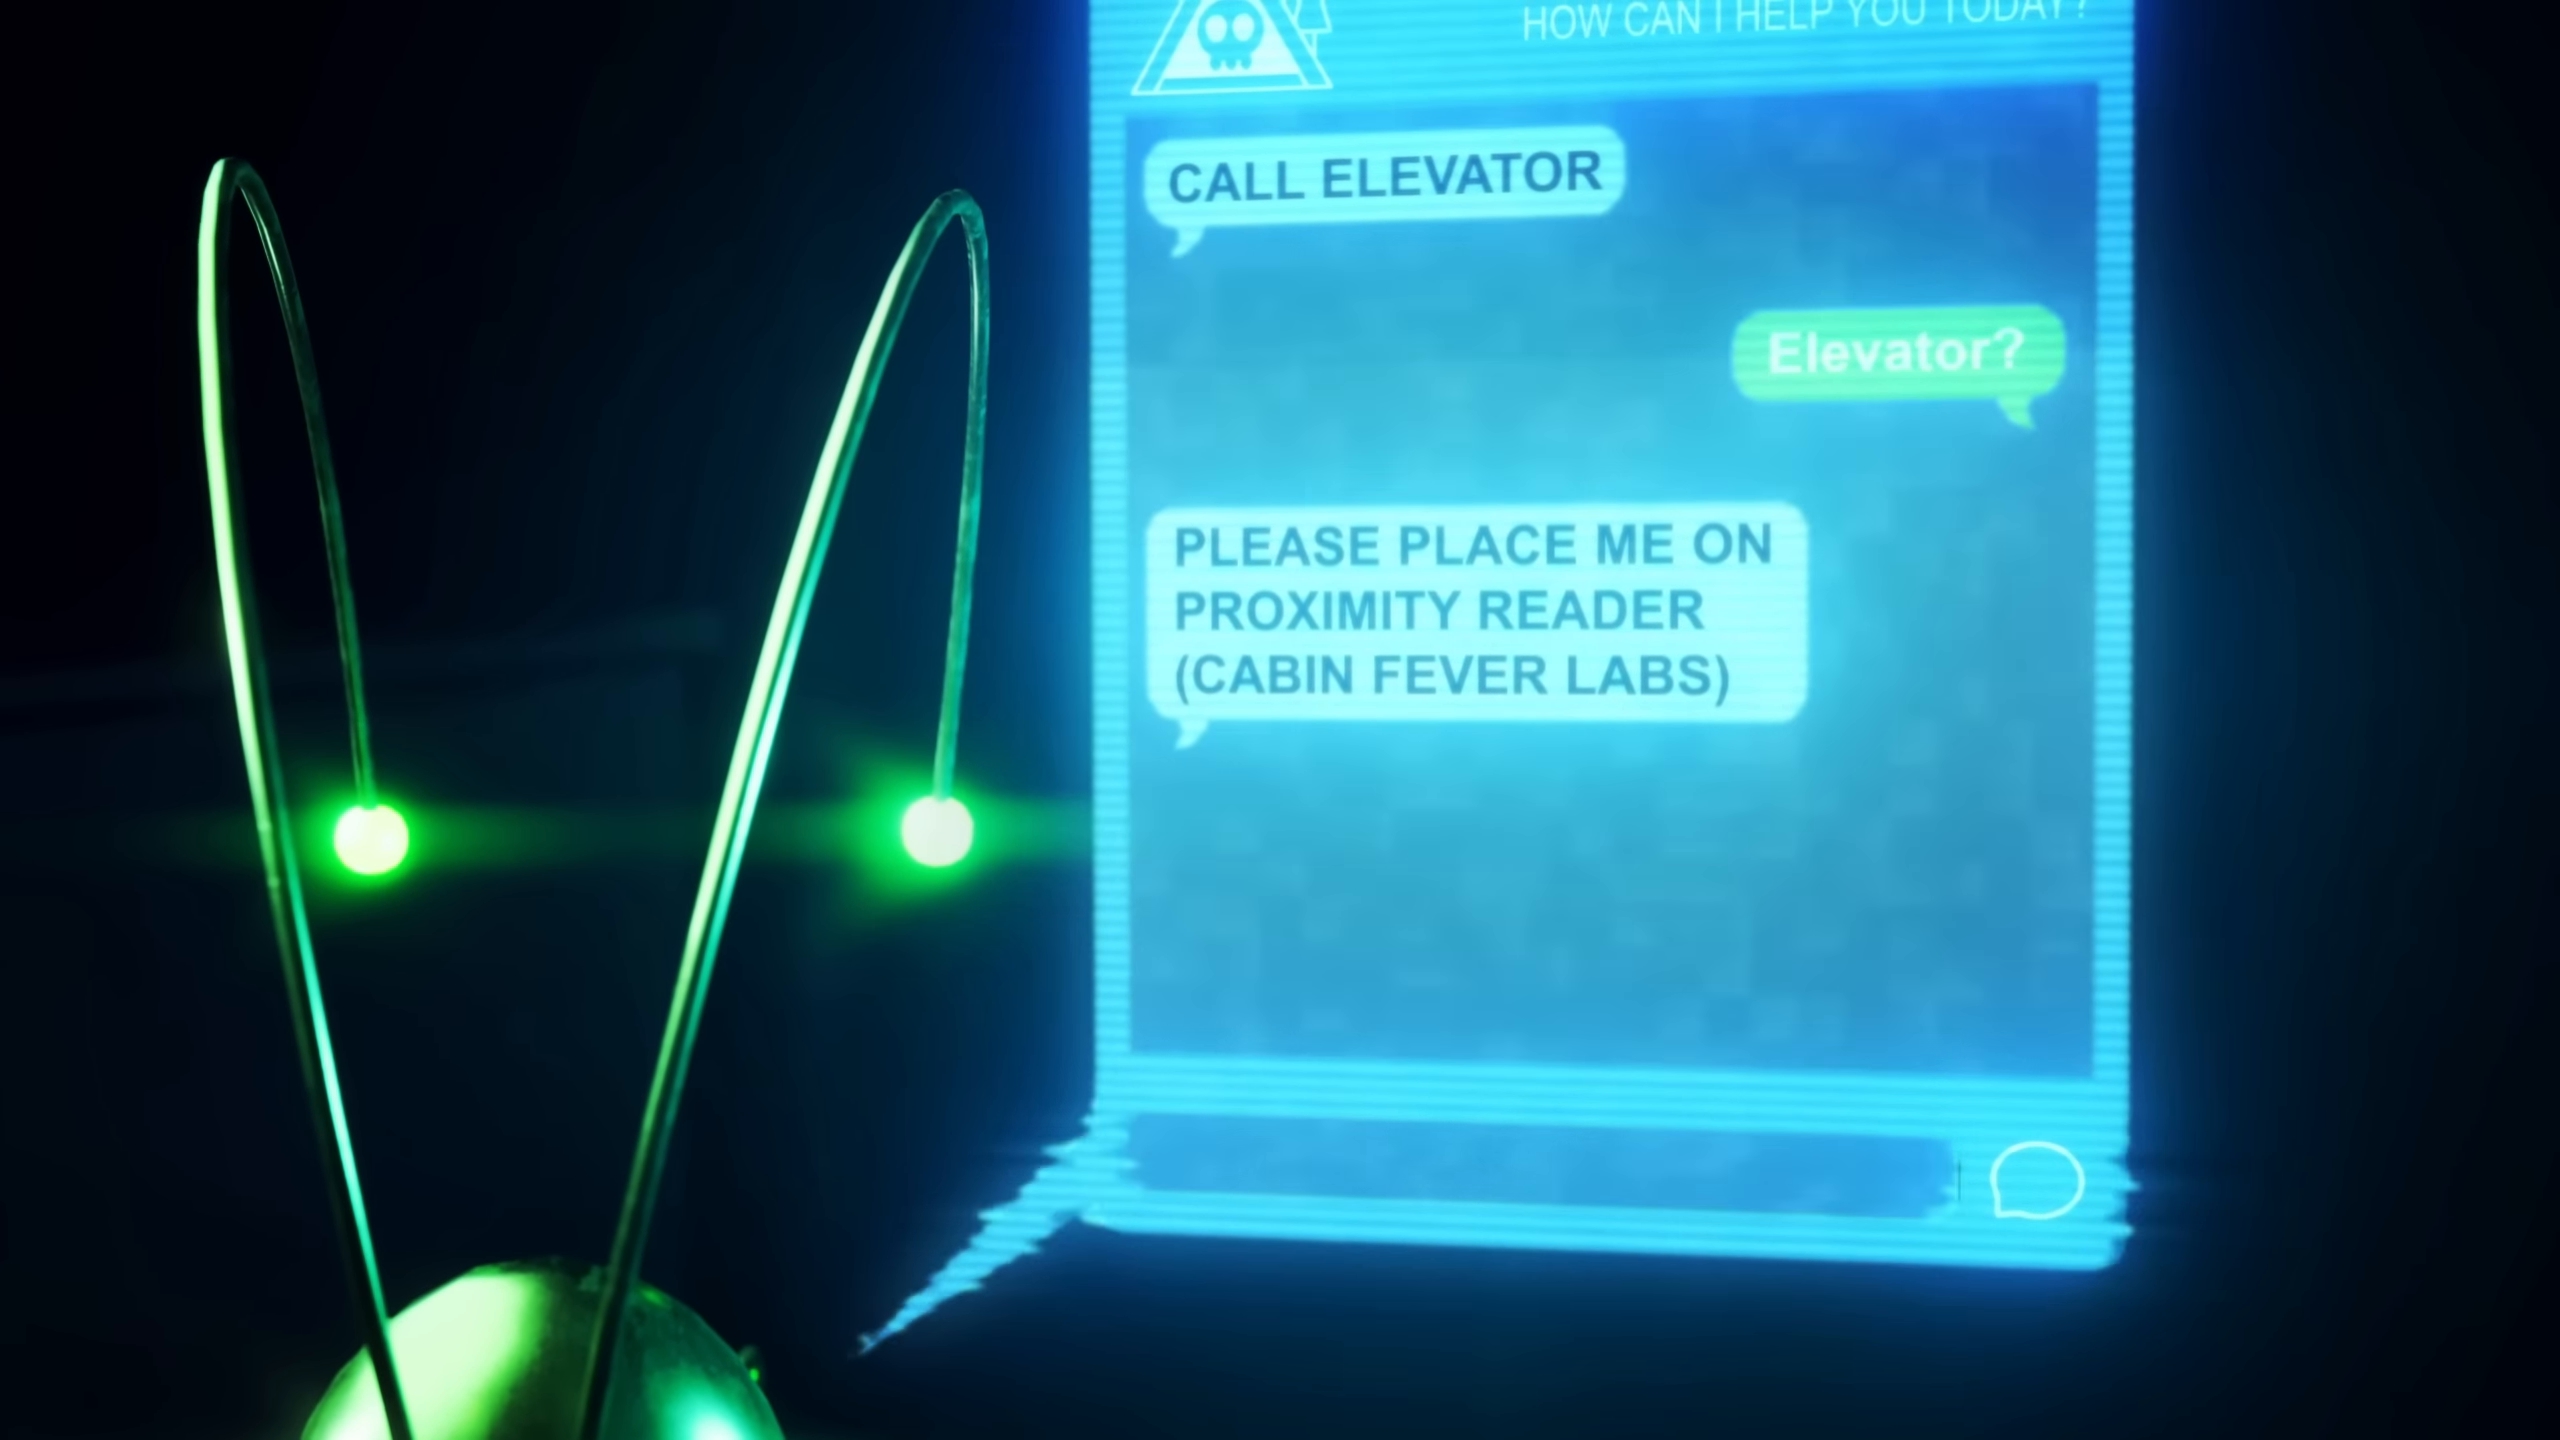 HOW CAN I HELP YOU TODAY?
CALL ELEVATOR
Elevator?
PLEASE PLACE ME ON
PROXIMITY READER
(CABIN FEVER LABS)